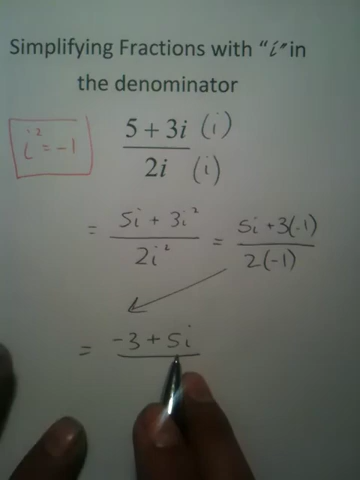 Simplifying Fractions with "i" in
the denominator
i² = -1
5 + 3i (i)
2i (i)
= 5i + 3i² = 5i + 3(-1)
2i² 2(-1)
= -3 + 5i